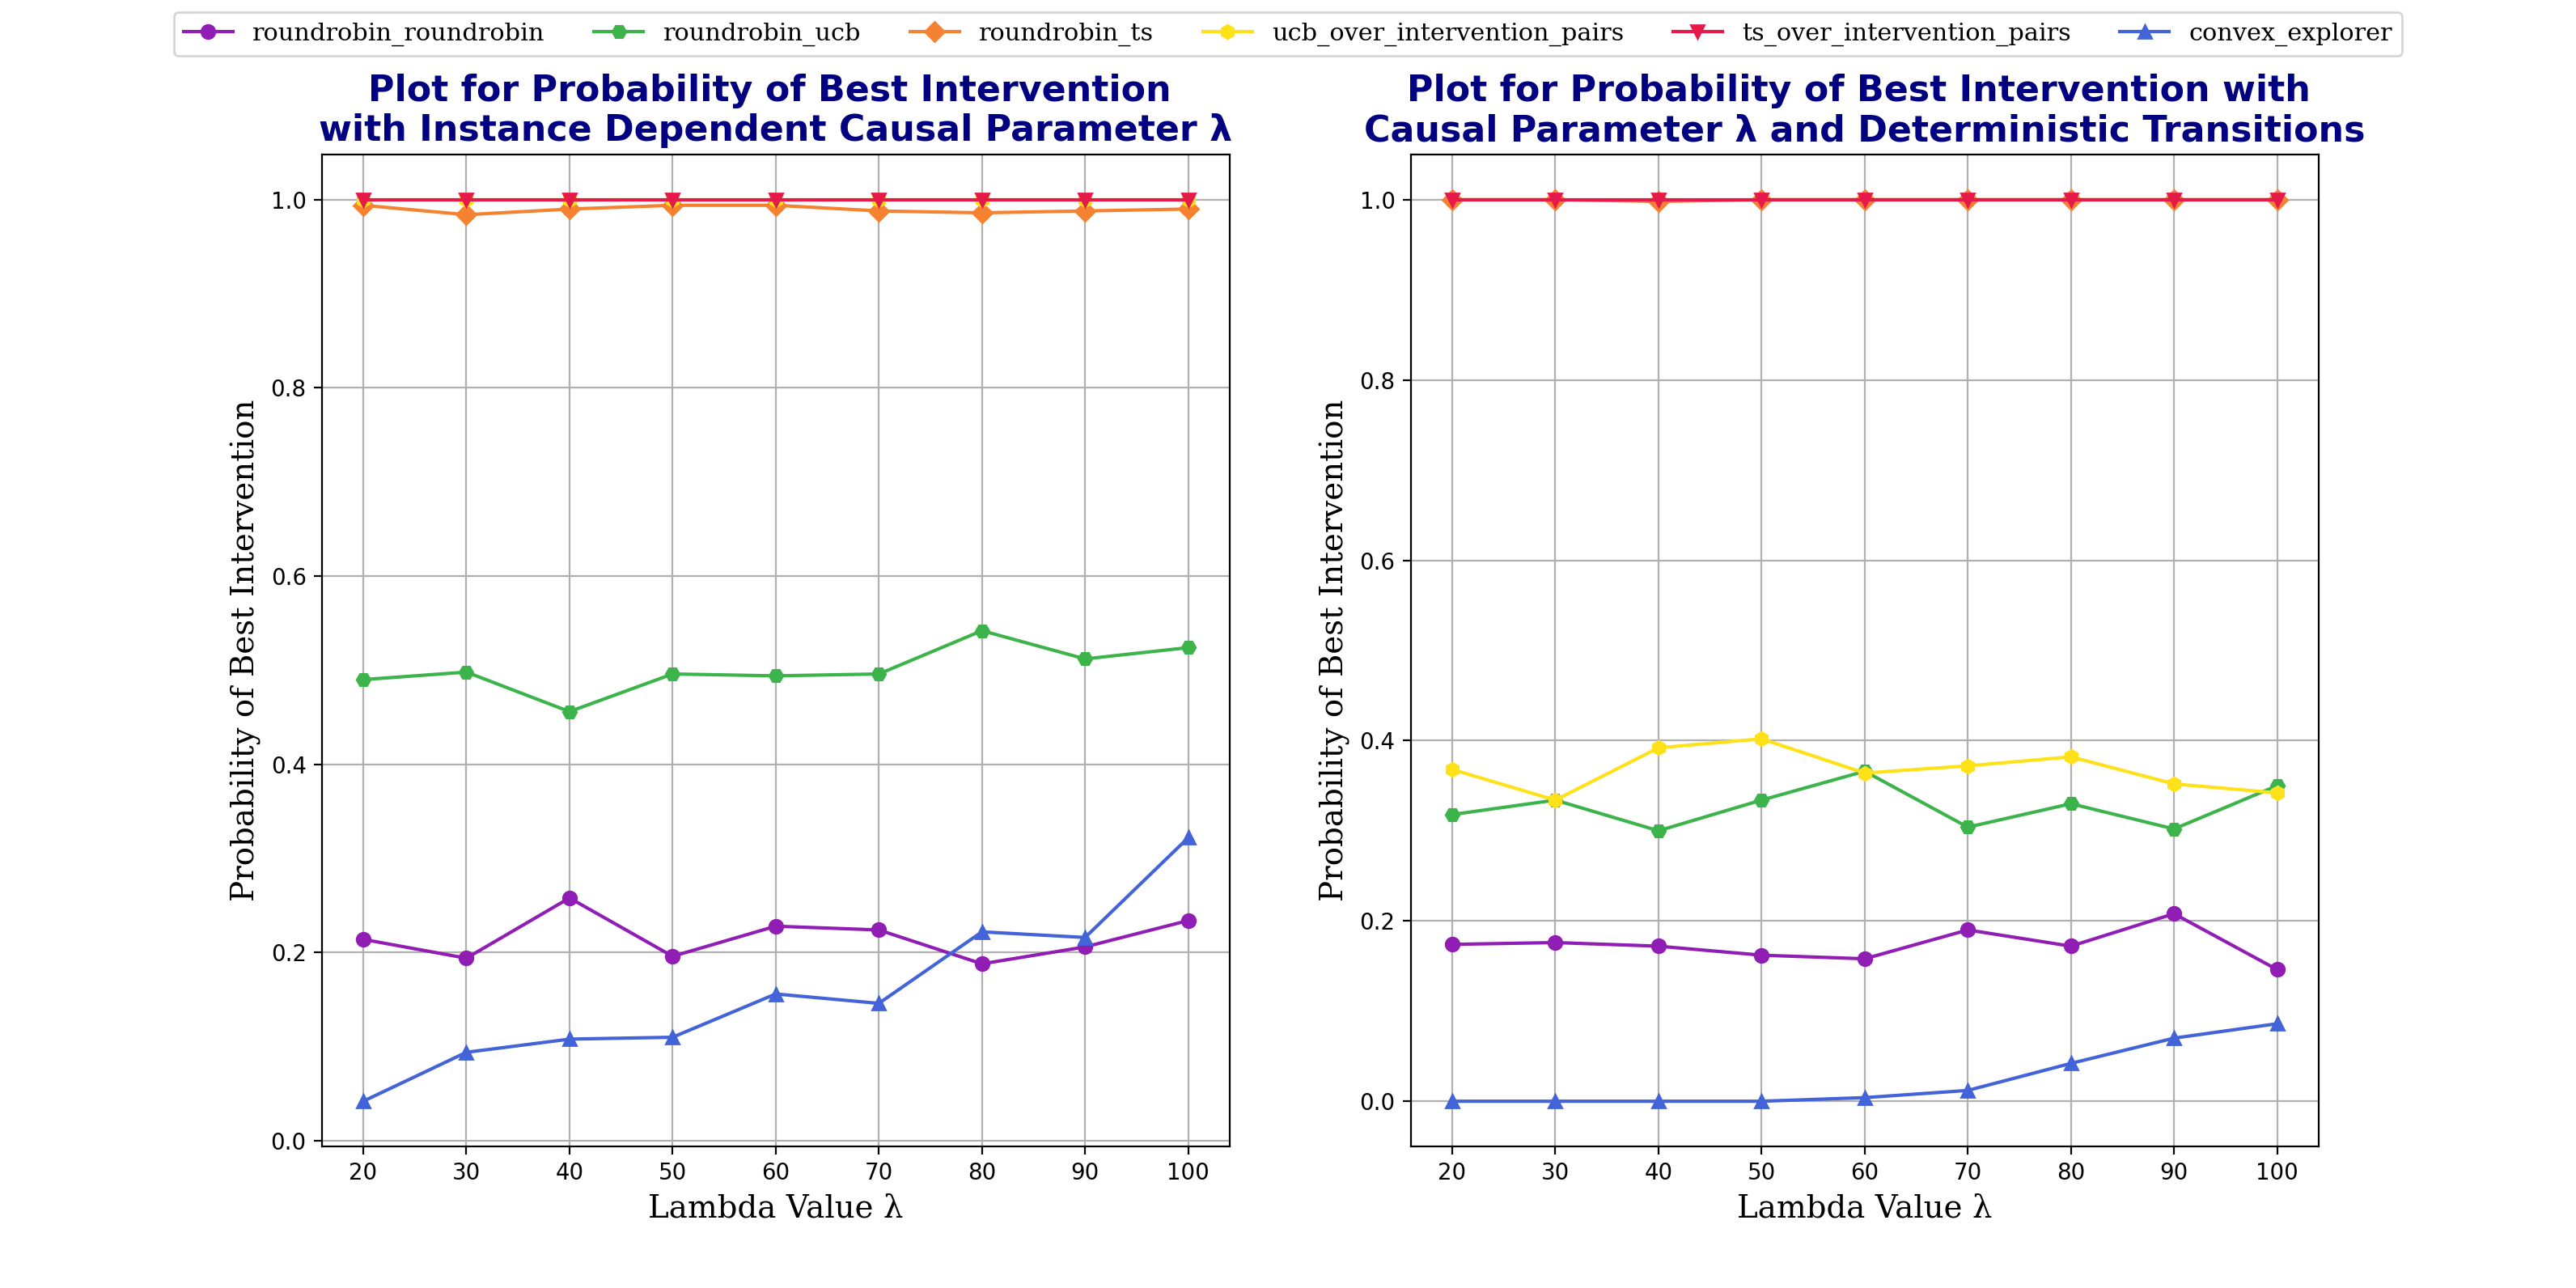 roundrobin_roundrobin roundrobin_ucb roundrobin_ts ucb_over_intervention_pairs ts_over_intervention_pairs convex_explorer
Plot for Probability of Best Intervention
with Instance Dependent Causal Parameter λ
Probability of Best Intervention
1.0
0.8
0.6
0.4
0.2
0.0
20 30 40 50 60 70 80 90 100
Lambda Value λ
Plot for Probability of Best Intervention with
Causal Parameter λ and Deterministic Transitions
Probability of Best Intervention
1.0
0.8
0.6
0.4
0.2
0.0
20 30 40 50 60 70 80 90 100
Lambda Value λ